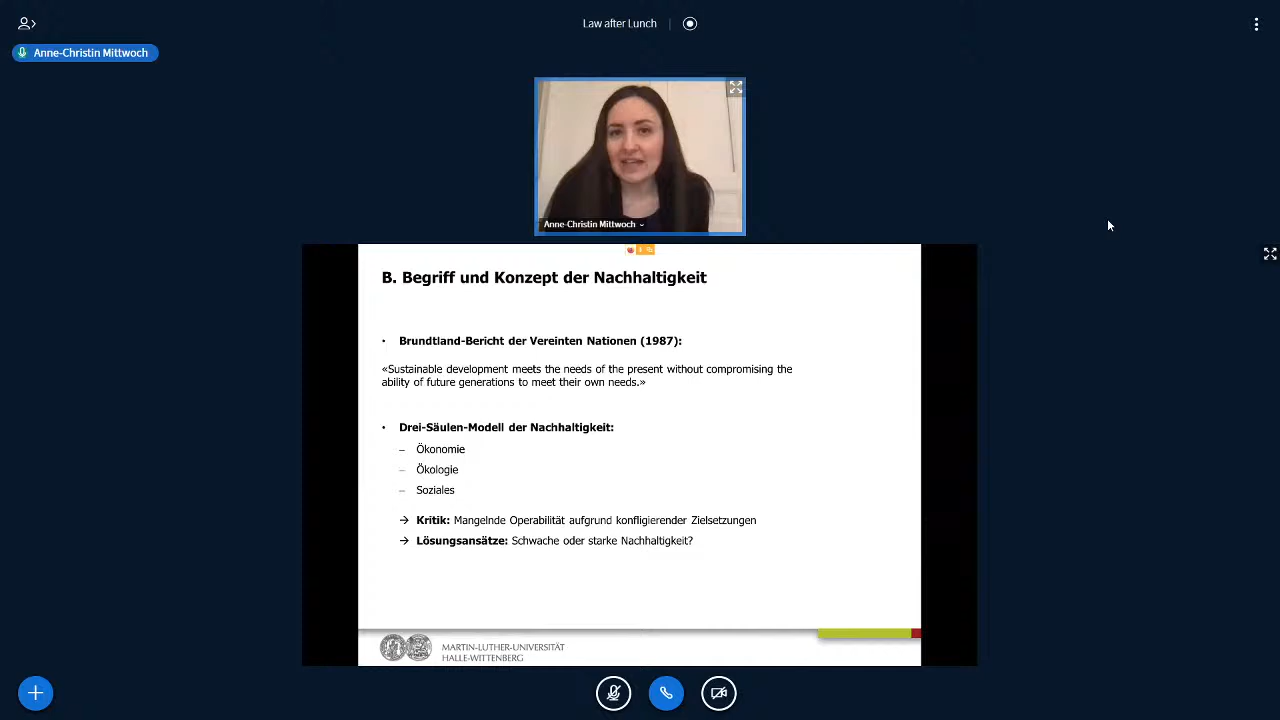 Law after Lunch
Anne-Christin Mittwoch
Anne-Christin Mittwoch
B. Begriff und Konzept der Nachhaltigkeit
• Brundtland-Bericht der Vereinten Nationen (1987):
«Sustainable development meets the needs of the present without compromising the
ability of future generations to meet their own needs.»
• Drei-Säulen-Modell der Nachhaltigkeit:
– Ökonomie
– Ökologie
– Soziales
→ Kritik: Mangelnde Operabilität aufgrund konfligierender Zielsetzungen
→ Lösungsansätze: Schwache oder starke Nachhaltigkeit?
MARTIN-LUTHER-UNIVERSITÄT
HALLE-WITTENBERG